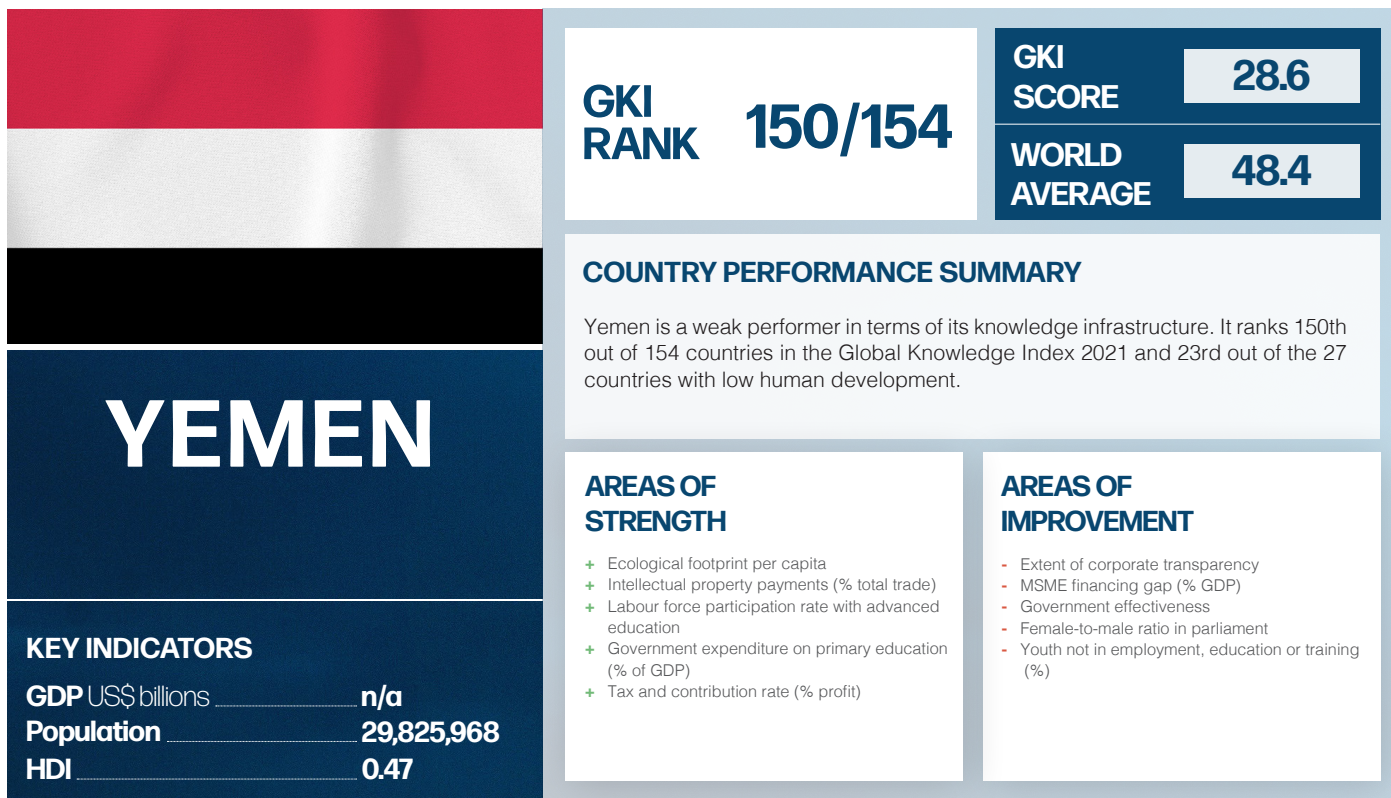 YEMEN
KEY INDICATORS
GDP US$ billions n/a
Population 29,825,968
HDI 0.47
GKI
RANK
150/154
GKI
SCORE
28.6
WORLD
AVERAGE
48.4
COUNTRY PERFORMANCE SUMMARY
Yemen is a weak performer in terms of its knowledge infrastructure. It ranks 150th
out of 154 countries in the Global Knowledge Index 2021 and 23rd out of the 27
countries with low human development.
AREAS OF
STRENGTH
+ Ecological footprint per capita
+ Intellectual property payments (% total trade)
+ Labour force participation rate with advanced
education
+ Government expenditure on primary education
(% of GDP)
+ Tax and contribution rate (% profit)
AREAS OF
IMPROVEMENT
- Extent of corporate transparency
- MSME financing gap (% GDP)
- Government effectiveness
- Female-to-male ratio in parliament
- Youth not in employment, education or training
(%)